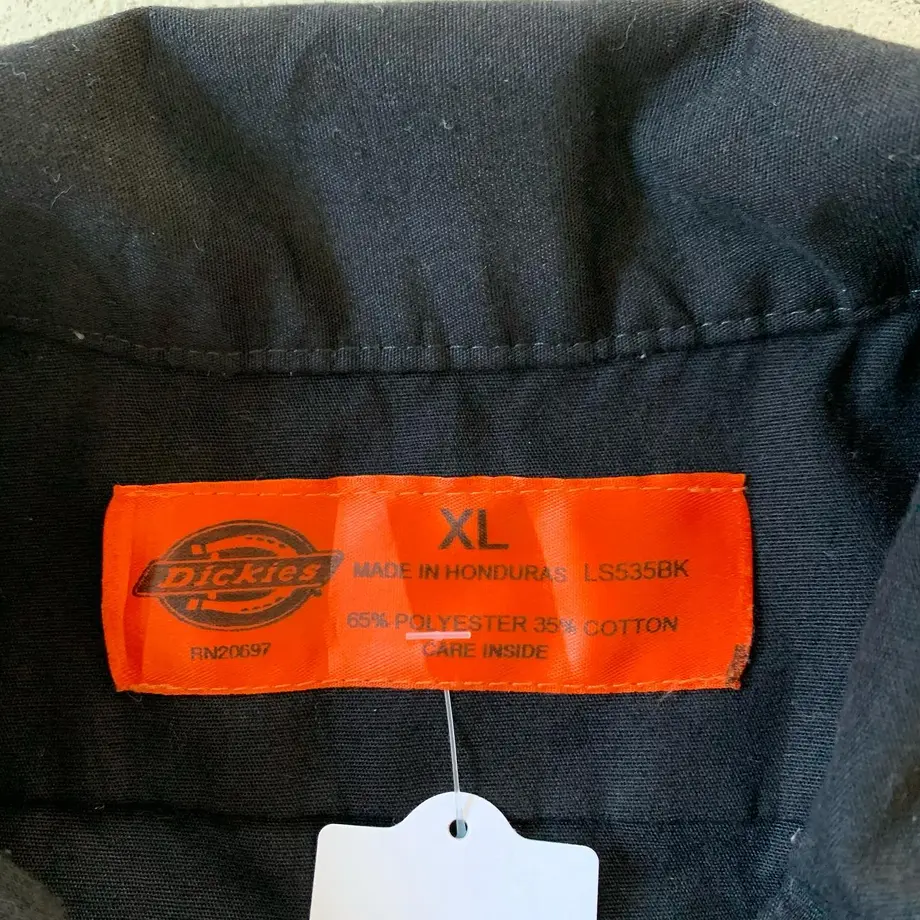 XL
Dickies
MADE IN HONDURAS LS535BK
65% POLYESTER 35% COTTON
RN20697
CARE INSIDE